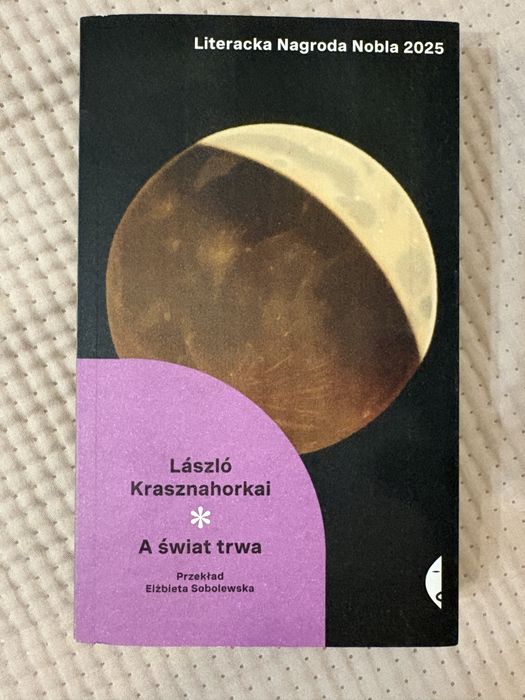 Literacka Nagroda Nobla 2025
László
Krasznahorkai
*
A świat trwa
Przekład
Elżbieta Sobolewska